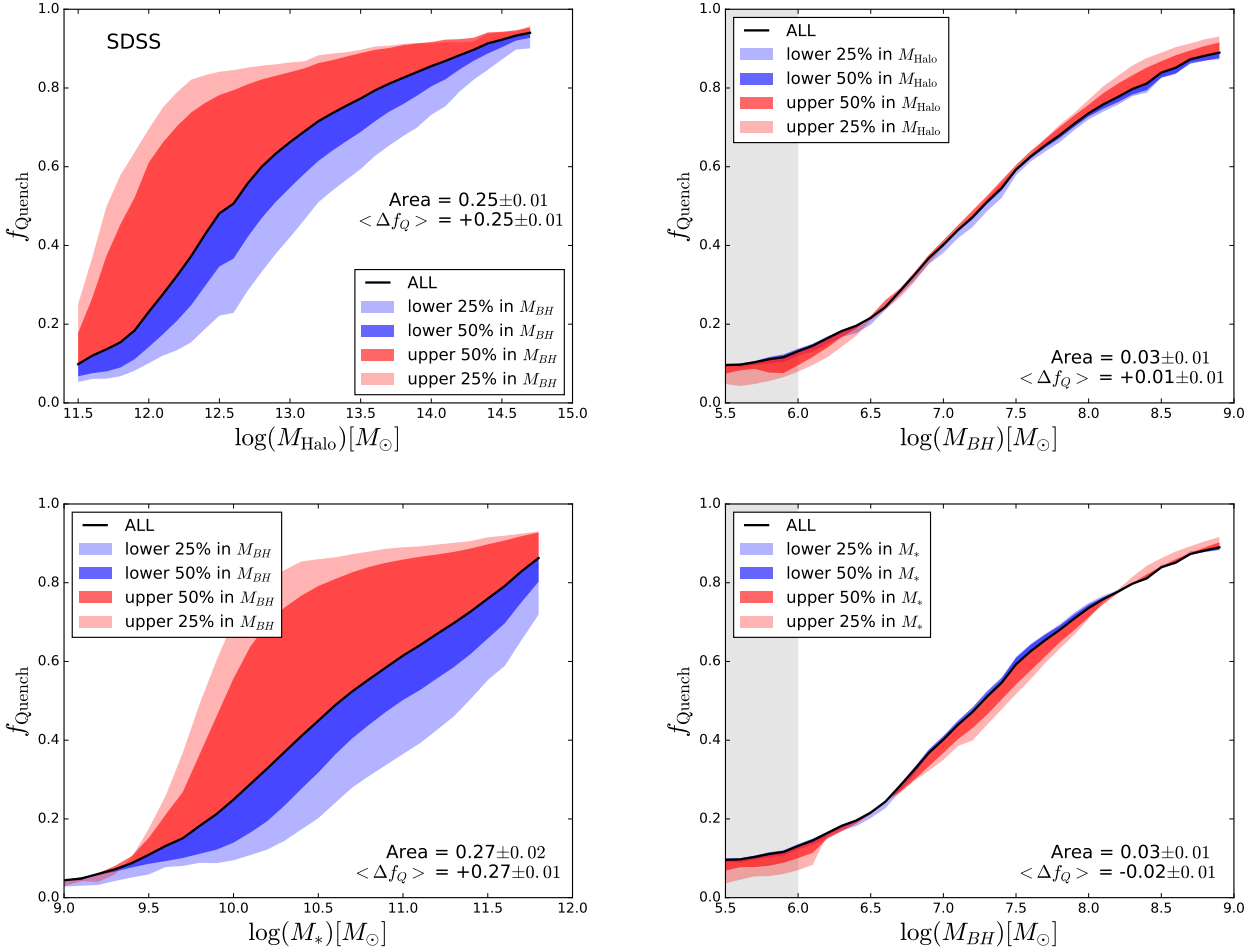 SDSS
1.0
0.8
0.6
0.4
0.2
0.0
f_Quench
Area = 0.25±0.01
<Δf_Q> = +0.25±0.01
ALL
lower 25% in M_BH
lower 50% in M_BH
upper 50% in M_BH
upper 25% in M_BH
11.5 12.0 12.5 13.0 13.5 14.0 14.5 15.0
log(M_Halo)[M_⊙]
1.0
0.8
0.6
0.4
0.2
0.0
f_Quench
ALL
lower 25% in M_Halo
lower 50% in M_Halo
upper 50% in M_Halo
upper 25% in M_Halo
Area = 0.03±0.01
<Δf_Q> = +0.01±0.01
5.5 6.0 6.5 7.0 7.5 8.0 8.5 9.0
log(M_BH)[M_⊙]
1.0
0.8
0.6
0.4
0.2
0.0
f_Quench
ALL
lower 25% in M_BH
lower 50% in M_BH
upper 50% in M_BH
upper 25% in M_BH
Area = 0.27±0.02
<Δf_Q> = +0.27±0.01
9.0 9.5 10.0 10.5 11.0 11.5 12.0
log(M_*)[M_⊙]
1.0
0.8
0.6
0.4
0.2
0.0
f_Quench
ALL
lower 25% in M_*
lower 50% in M_*
upper 50% in M_*
upper 25% in M_*
Area = 0.03±0.01
<Δf_Q> = -0.02±0.01
5.5 6.0 6.5 7.0 7.5 8.0 8.5 9.0
log(M_BH)[M_⊙]